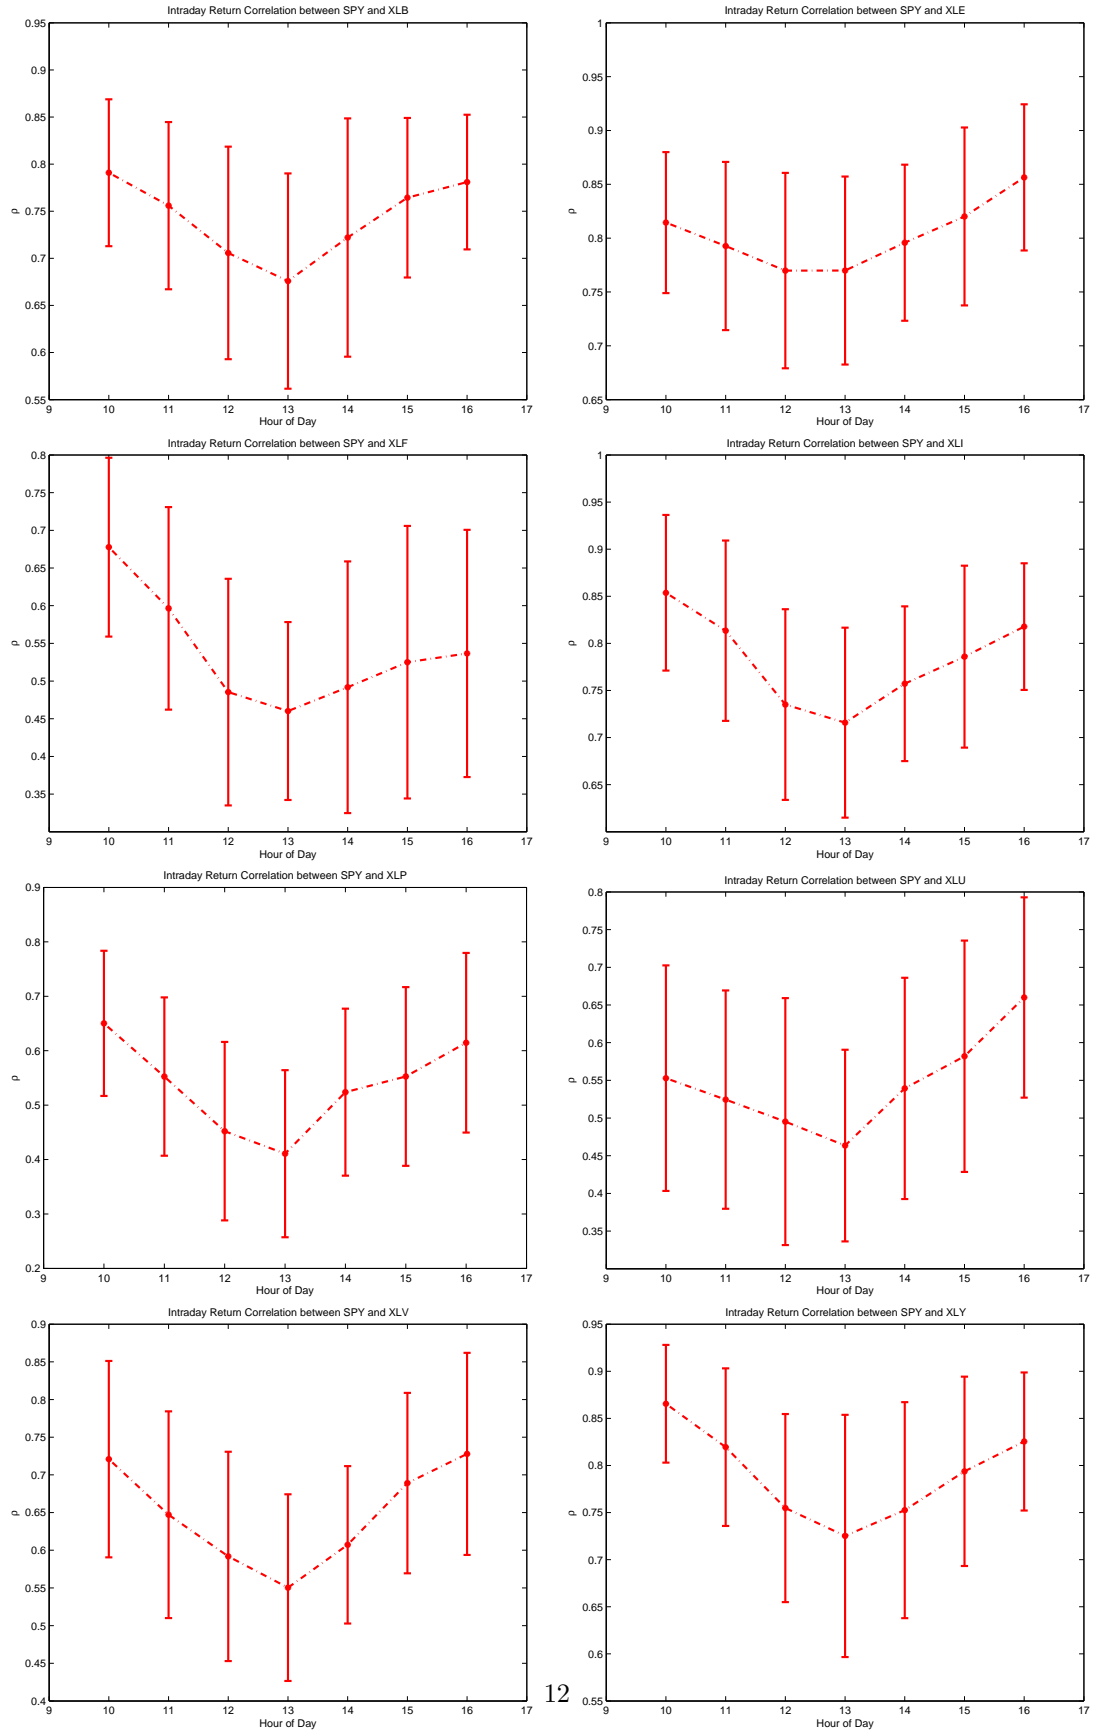 Intraday Return Correlation between SPY and XLB
0.95
0.9
0.85
0.8
0.75
0.7
0.65
0.6
0.55
ρ
9 10 11 12 13 14 15 16 17
Hour of Day
Intraday Return Correlation between SPY and XLE
1
0.95
0.9
0.85
0.8
0.75
0.7
0.65
ρ
9 10 11 12 13 14 15 16 17
Hour of Day
Intraday Return Correlation between SPY and XLF
0.8
0.75
0.7
0.65
0.6
0.55
0.5
0.45
0.4
0.35
ρ
9 10 11 12 13 14 15 16 17
Hour of Day
Intraday Return Correlation between SPY and XLI
1
0.95
0.9
0.85
0.8
0.75
0.7
0.65
ρ
9 10 11 12 13 14 15 16 17
Hour of Day
Intraday Return Correlation between SPY and XLP
0.9
0.8
0.7
0.6
0.5
0.4
0.3
0.2
ρ
9 10 11 12 13 14 15 16 17
Hour of Day
Intraday Return Correlation between SPY and XLU
0.8
0.75
0.7
0.65
0.6
0.55
0.5
0.45
0.4
0.35
ρ
9 10 11 12 13 14 15 16 17
Hour of Day
Intraday Return Correlation between SPY and XLV
0.9
0.85
0.8
0.75
0.7
0.65
0.6
0.55
0.5
0.45
0.4
ρ
9 10 11 12 13 14 15 16 17
Hour of Day
Intraday Return Correlation between SPY and XLY
0.95
0.9
0.85
0.8
0.75
0.7
0.65
0.6
0.55
ρ
9 10 11 12 13 14 15 16 17
Hour of Day
12